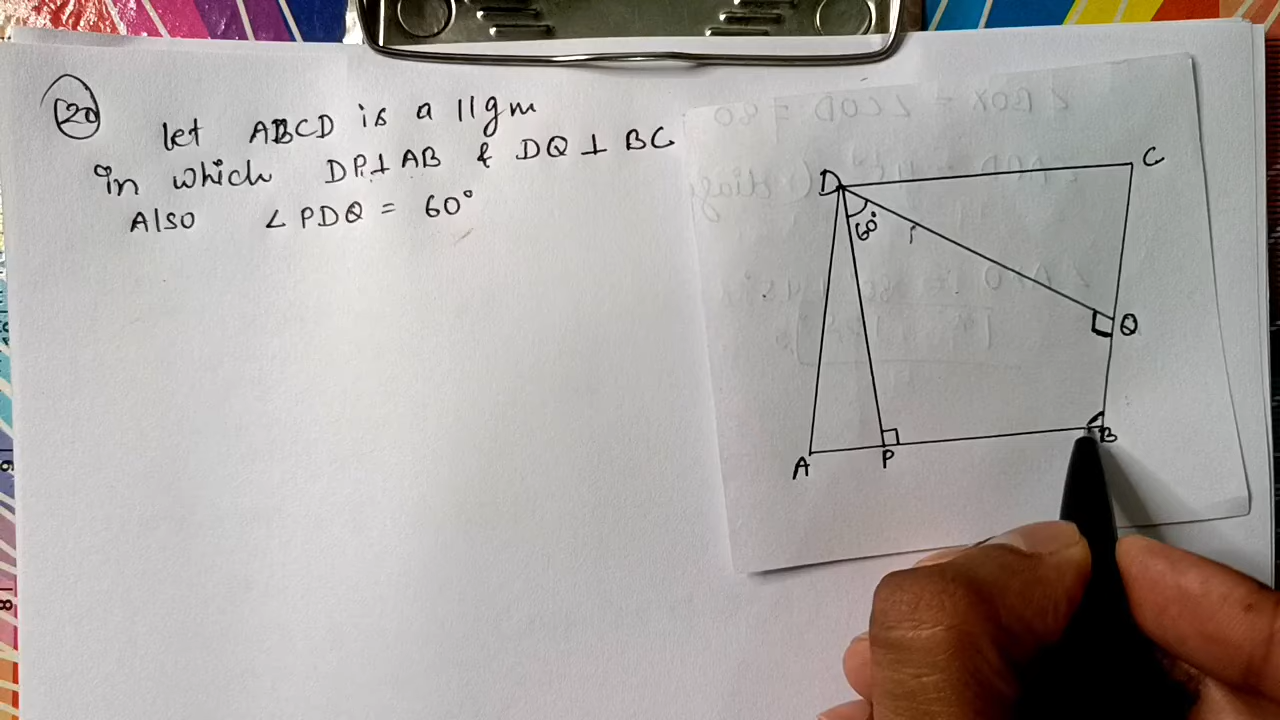 20
let ABCD is a ||gm
In which DP⊥AB & DQ ⊥ BC
Also ∠PDQ = 60°
D
C
60°
Q
A
P
B